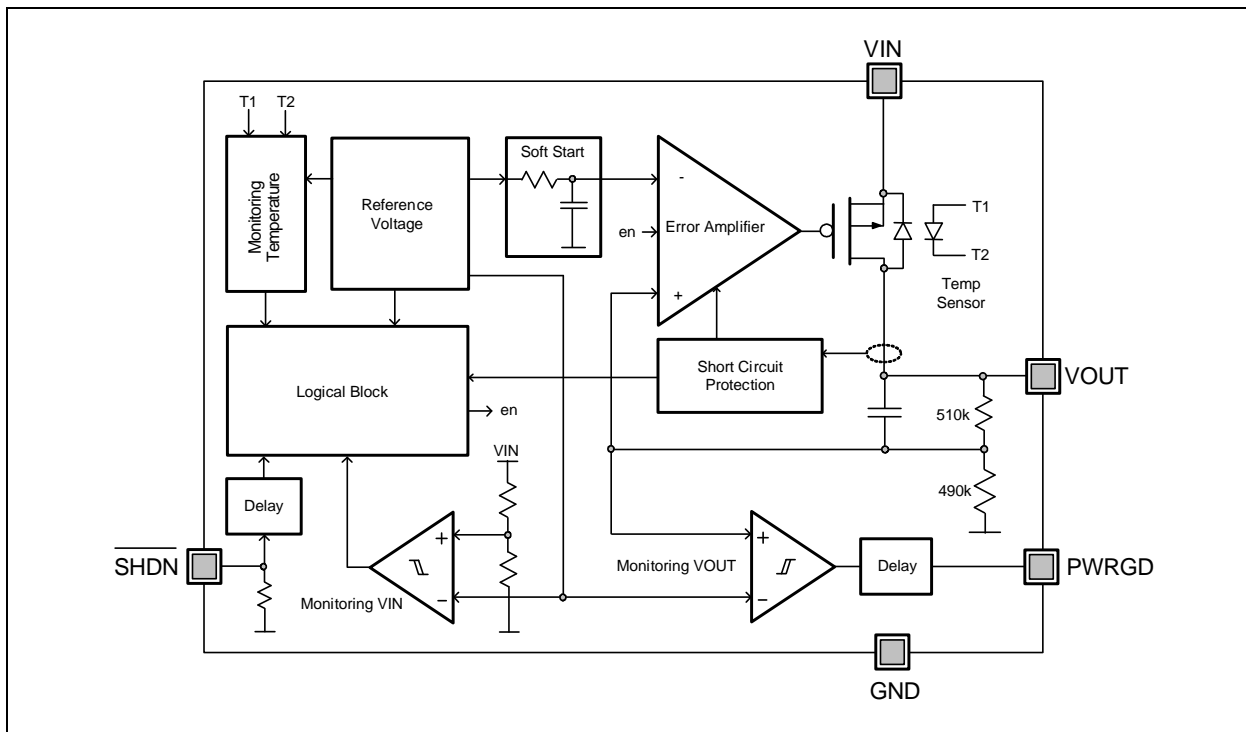 VIN
T1 T2
Soft Start
Monitoring
Temperature
Reference
Voltage
-
en
Error Amplifier
+
T1
T2
Temp
Sensor
Short Circuit
Protection
VOUT
Logical Block
en
510k
VIN
490k
Delay
SHDN
+
−
Monitoring VIN
Monitoring VOUT
+
−
Delay
PWRGD
GND